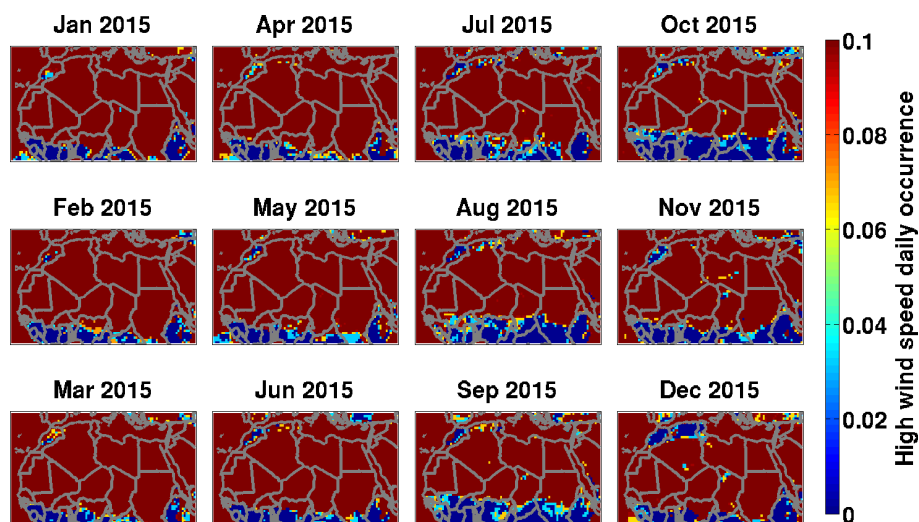 Jan 2015
Apr 2015
Jul 2015
Oct 2015
Feb 2015
May 2015
Aug 2015
Nov 2015
Mar 2015
Jun 2015
Sep 2015
Dec 2015
0.1
0.08
0.06
0.04
0.02
0
High wind speed daily occurrence